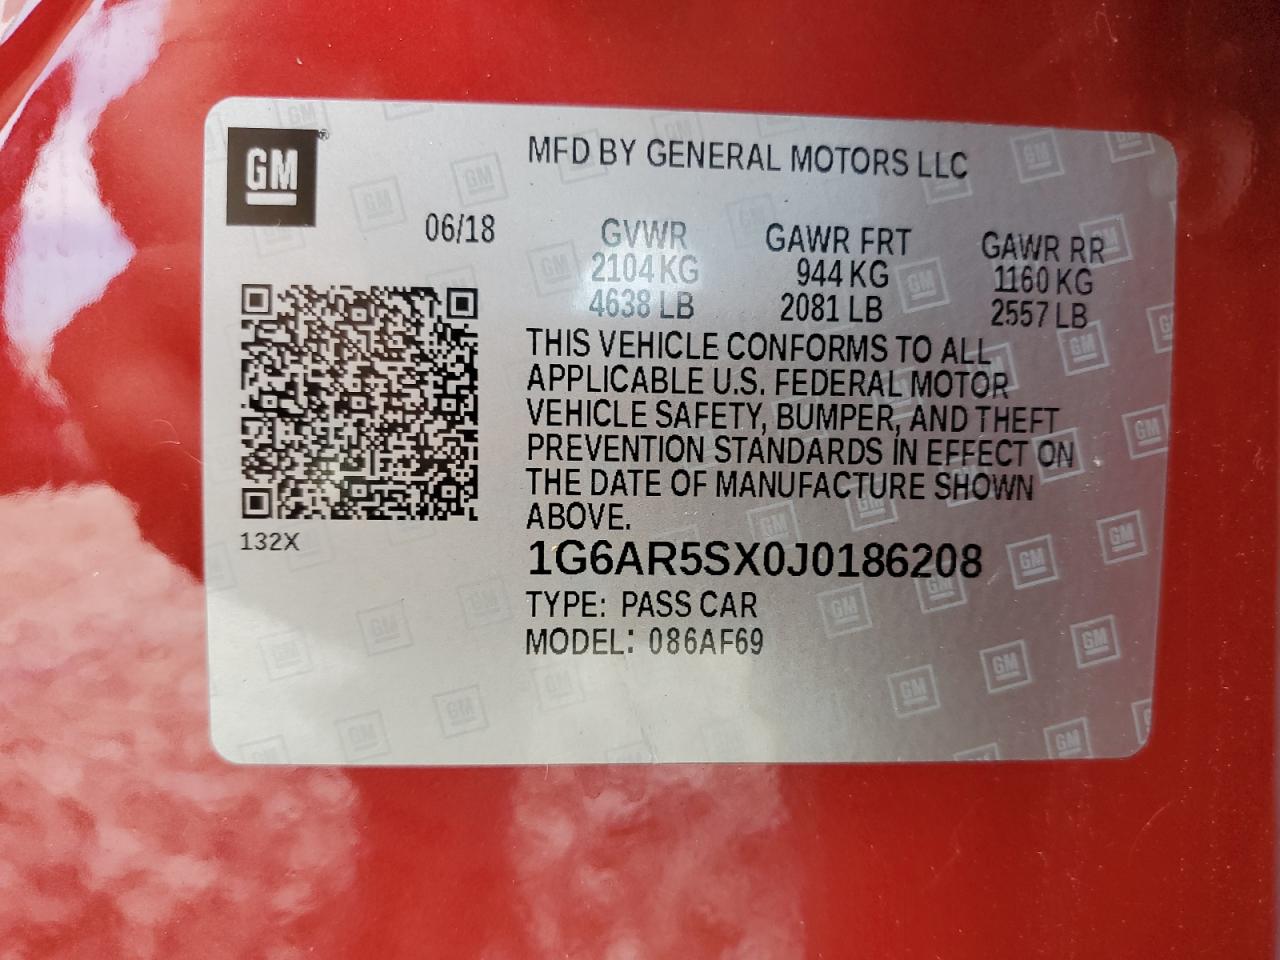 GM
MFD BY GENERAL MOTORS LLC
06/18
GVWR GAWR FRT GAWR RR
2104 KG 944 KG 1160 KG
4638 LB 2081 LB 2557 LB
THIS VEHICLE CONFORMS TO ALL
APPLICABLE U.S. FEDERAL MOTOR
VEHICLE SAFETY, BUMPER, AND THEFT
PREVENTION STANDARDS IN EFFECT ON
THE DATE OF MANUFACTURE SHOWN
ABOVE.
132X
1G6AR5SX0J0186208
TYPE: PASS CAR
MODEL: 086AF69